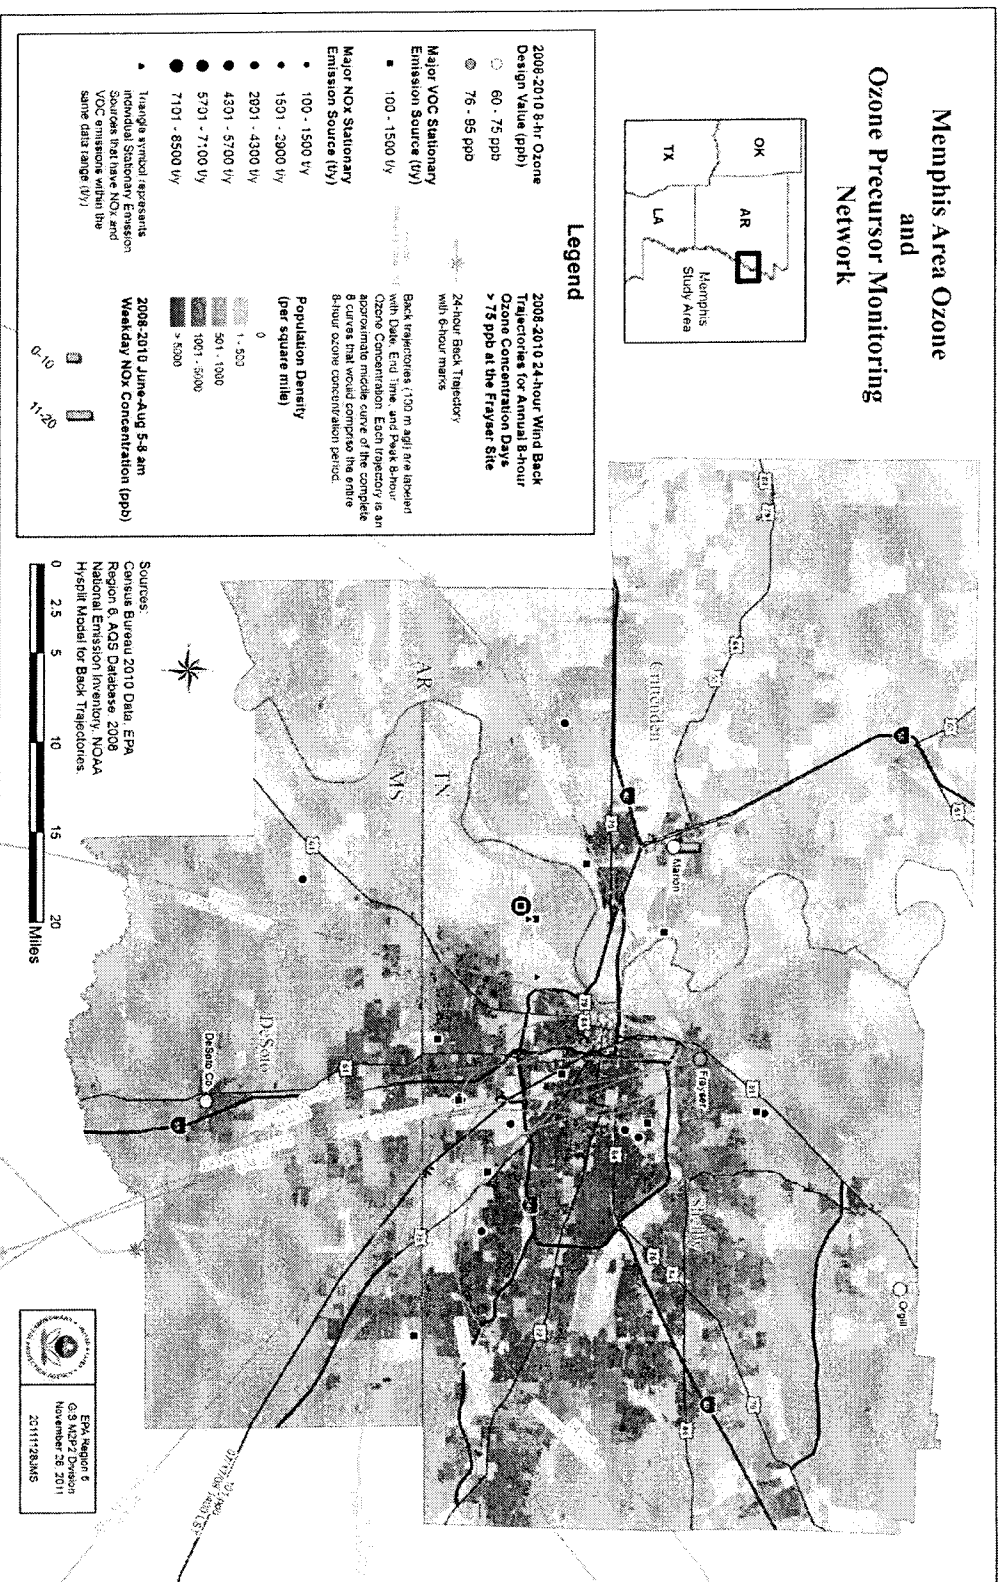 Memphis Area Ozone
and
Ozone Precursor Monitoring
Network
OK
AR
TX
LA
Memphis
Study Area
Legend
2008-2010 8-hr Ozone
Design Value (ppb)
60 - 75 ppb
76 - 95 ppb
Major VOC Stationary
Emission Source (t/y)
100 - 1500 t/y
Major NOx Stationary
Emission Source (t/y)
100 - 1500 t/y
1501 - 2900 t/y
2901 - 4300 t/y
4301 - 5700 t/y
5701 - 7100 t/y
7101 - 8500 t/y
Triangle symbol represents
individual Stationary Emission
Sources that have NOx and
VOC emissions within the
same data range (t/y)
2008-2010 24-hour Wind Back
Trajectories for Annual 8-hour
Ozone Concentration Days
> 75 ppb at the Frayser Site
24-hour Back Trajectory
with 6-hour marks
Back trajectories (100 m agl) are labeled
with Date, End Time, and Peak 8-hour
Ozone Concentration. Each trajectory is an
approximate middle curve of the complete
8 curves that would comprise the entire
8-hour ozone concentration period.
Population Density
(per square mile)
0
1 - 500
501 - 1000
1001 - 5000
> 5000
2008-2010 June-Aug 5-8 am
Weekday NOx Concentration (ppb)
0-10
11-20
Sources:
Census Bureau 2010 Data, EPA
Region 6, AQS Database, 2008
National Emission Inventory, NOAA
Hysplit Model for Back Trajectories.
0 2.5 5 10 15 20
Miles
Crittenden
Marion
Frayser
Shelby
Orgill
AR
TN
MS
DeSoto
DeSoto Co.
61
EPA Region 6
GIS M2P2 Division
November 28, 2011
20111128JMS